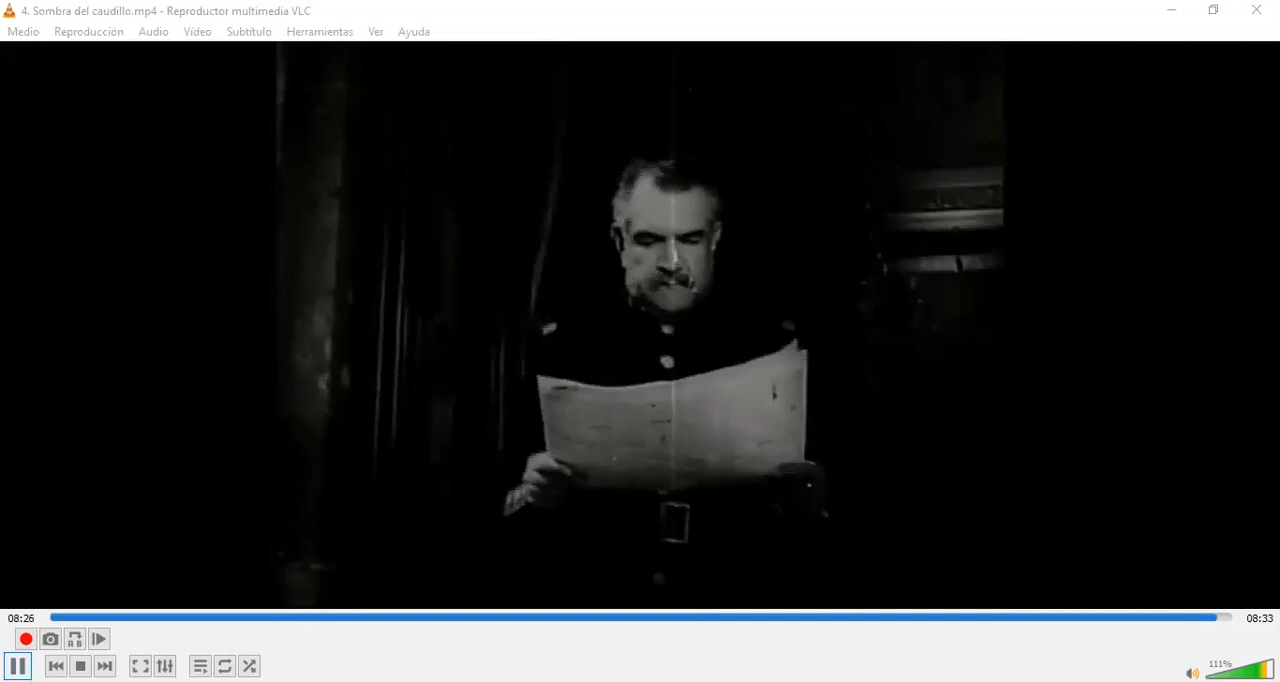 4. Sombra del caudillo.mp4 - Reproductor multimedia VLC
Medio Reproducción Audio Vídeo Subtítulo Herramientas Ver Ayuda
08:26 08:33
A B
111%